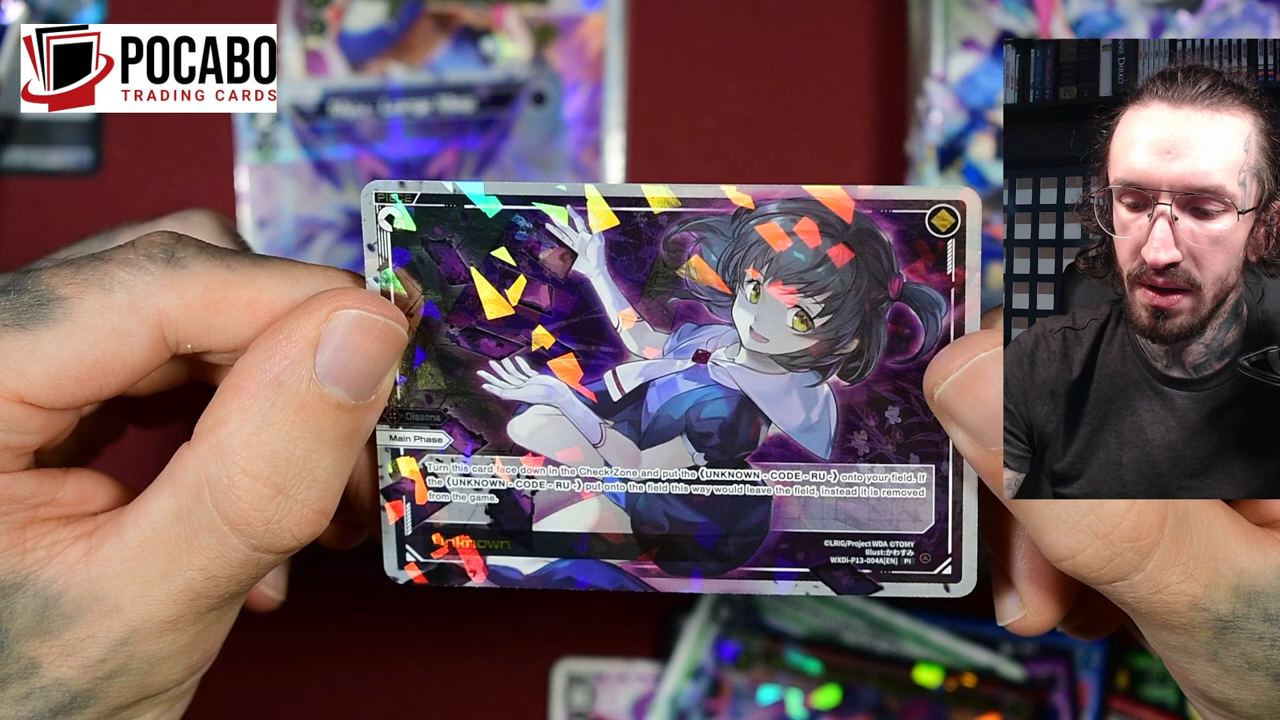 POCABO
TRADING CARDS
PIECE
Dissona
Main Phase
Turn this card face down in the Check Zone and put the《UNKNOWN - CODE - RU -》onto your field. If
the《UNKNOWN - CODE - RU -》put onto the field this way would leave the field, instead it is removed
from the game.
Unknown
©LRIG/Project WDA ©TOMY
Illust:かわすみ
WXDi-P13-004A[EN] PI